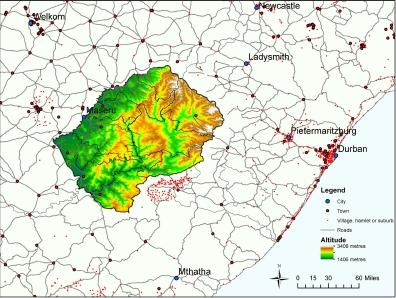 Welkom
Newcastle
Ladysmith
Maseru
Pietermaritzburg
Durban
Mthatha
Legend
City
Town
Village, hamlet or suburb
Roads
Altitude
3408 metres
1406 metres
N
0 15 30 60 Miles